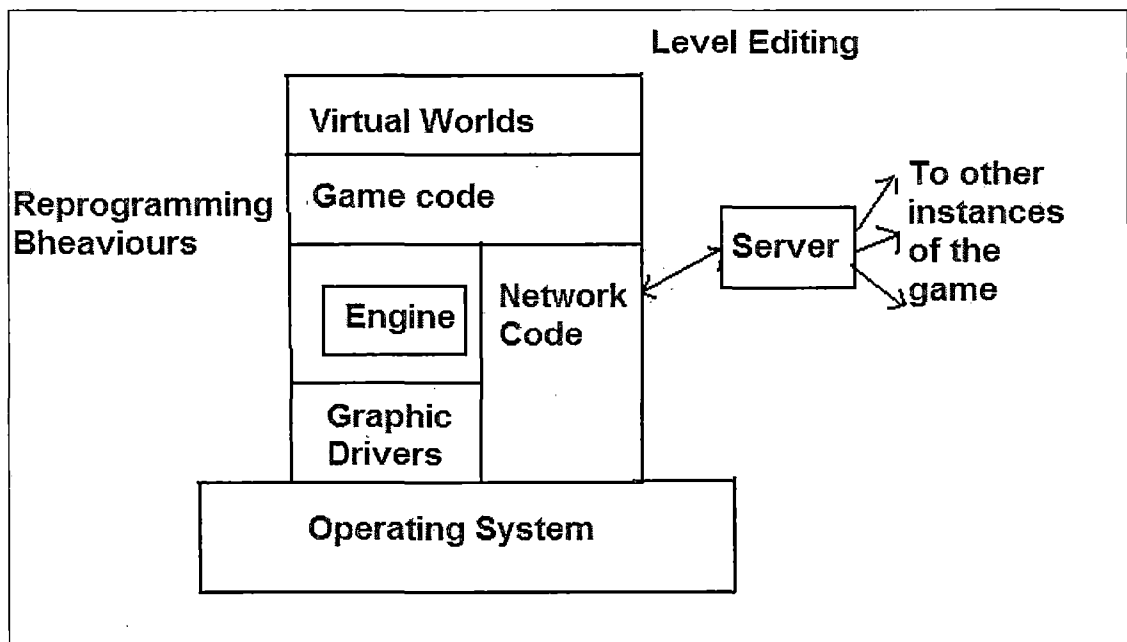 Level Editing
Virtual Worlds
Game code
Reprogramming
Bheaviours
Engine
Network
Code
Graphic
Drivers
Operating System
Server
To other
instances
of the
game